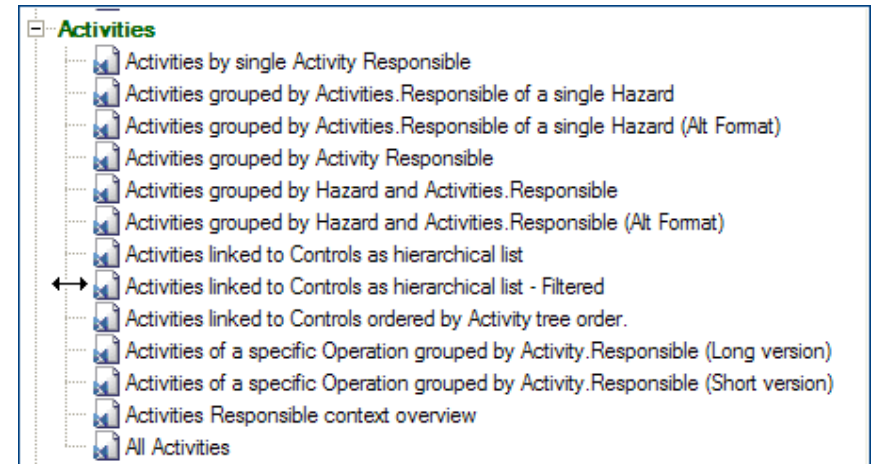 Activities
Activities by single Activity Responsible
Activities grouped by Activities.Responsible of a single Hazard
Activities grouped by Activities.Responsible of a single Hazard (Alt Format)
Activities grouped by Activity Responsible
Activities grouped by Hazard and Activities.Responsible
Activities grouped by Hazard and Activities.Responsible (Alt Format)
Activities linked to Controls as hierarchical list
Activities linked to Controls as hierarchical list - Filtered
Activities linked to Controls ordered by Activity tree order.
Activities of a specific Operation grouped by Activity.Responsible (Long version)
Activities of a specific Operation grouped by Activity.Responsible (Short version)
Activities Responsible context overview
All Activities